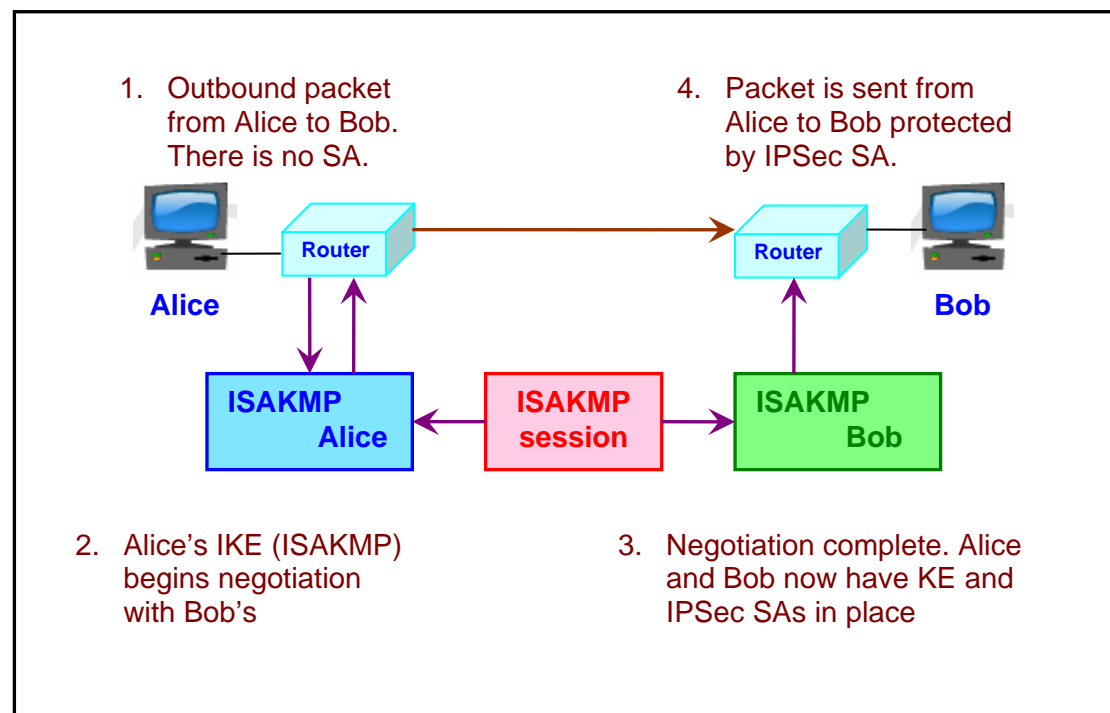 1. Outbound packet
from Alice to Bob.
There is no SA.
4. Packet is sent from
Alice to Bob protected
by IPSec SA.
Router
Router
Alice
Bob
ISAKMP
Alice
ISAKMP
session
ISAKMP
Bob
2. Alice’s IKE (ISAKMP)
begins negotiation
with Bob’s
3. Negotiation complete. Alice
and Bob now have KE and
IPSec SAs in place